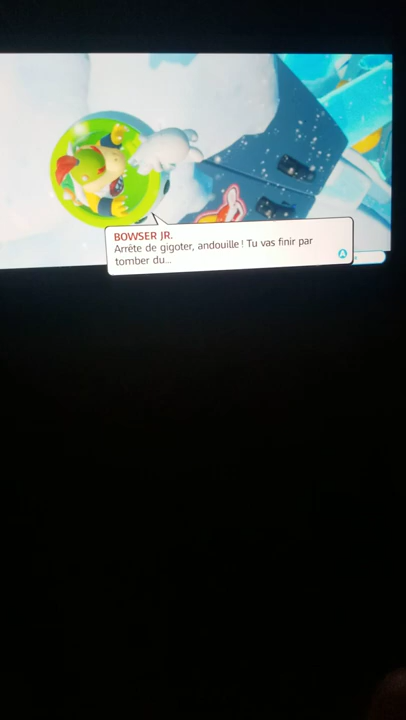 BOWSER JR.
Arrête de gigoter, andouille ! Tu vas finir par
tomber du...
A